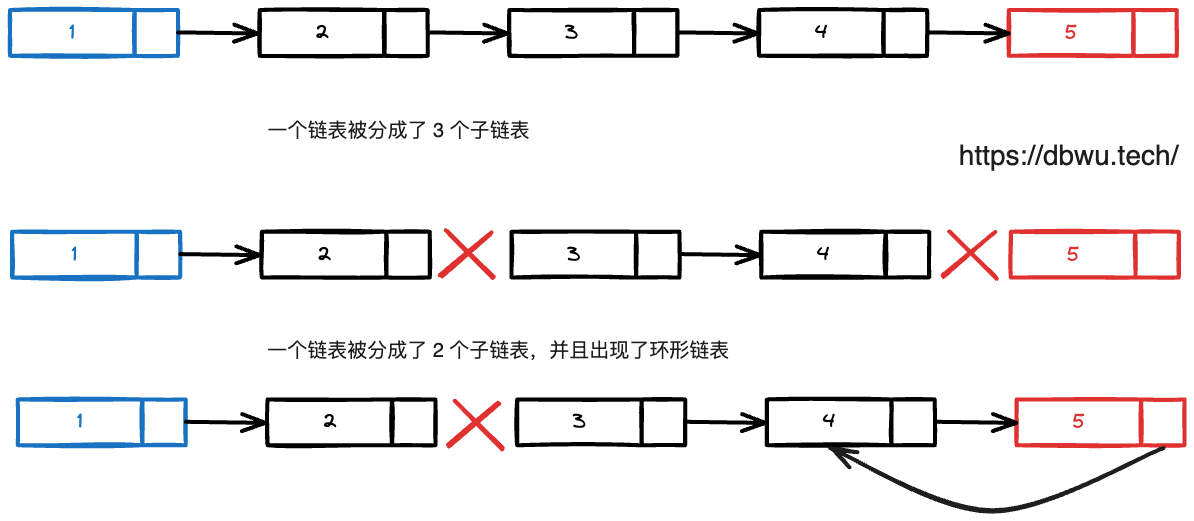 1 2 3 4 5
一个链表被分成了 3 个子链表
https://dbwu.tech/
1 2 3 4 5
一个链表被分成了 2 个子链表，并且出现了环形链表
1 2 3 4 5